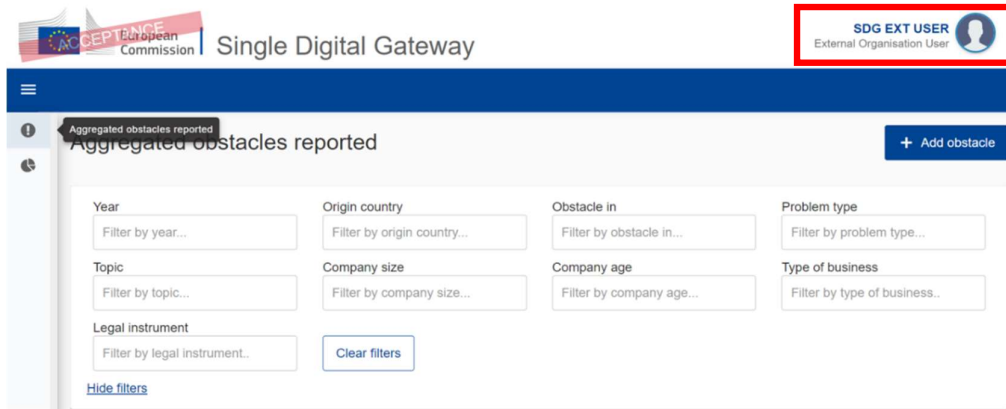 ACCEPTANCE
European
Commission
Single Digital Gateway
SDG EXT USER
External Organisation User
Aggregated obstacles reported
Aggregated obstacles reported
+ Add obstacle
Year
Origin country
Obstacle in
Problem type
Filter by year...
Filter by origin country...
Filter by obstacle in...
Filter by problem type...
Topic
Company size
Company age
Type of business
Filter by topic...
Filter by company size...
Filter by company age...
Filter by type of business..
Legal instrument
Filter by legal instrument..
Clear filters
Hide filters